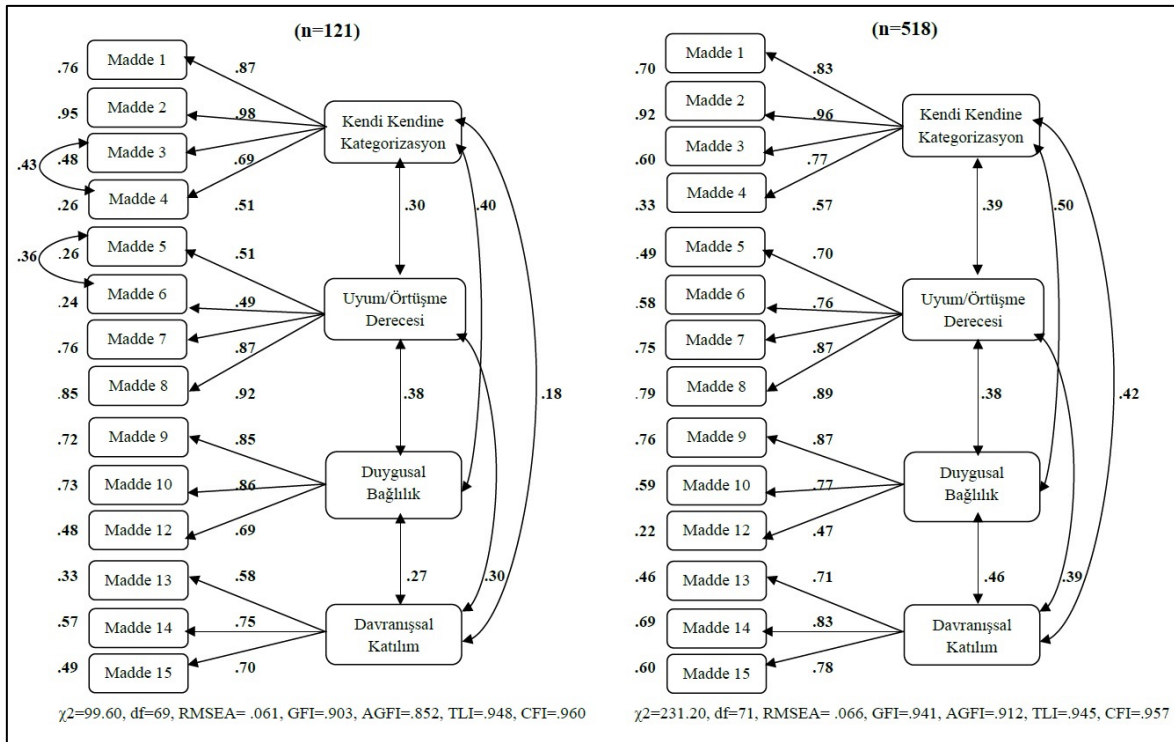 (n=121)
.76 Madde 1 .87
.95 Madde 2 .98
Kendi Kendine
Kategorizasyon
.43 .48 Madde 3 .69
.26 Madde 4 .51
.30 .40
.36 .26 Madde 5 .51
.24 Madde 6 .49
Uyum/Örtüşme
Derecesi
.76 Madde 7 .87
.85 Madde 8 .92
.38 .18
.72 Madde 9 .85
.73 Madde 10 .86
Duygusal
Bağlılık
.48 Madde 12 .69
.33 Madde 13 .58
.27 .30
.57 Madde 14 .75
Davranışsal
Katılım
.49 Madde 15 .70
χ2=99.60, df=69, RMSEA= .061, GFI=.903, AGFI=.852, TLI=.948, CFI=.960
(n=518)
.70 Madde 1 .83
.92 Madde 2 .96
Kendi Kendine
Kategorizasyon
.60 Madde 3 .77
.33 Madde 4 .57
.39 .50
.49 Madde 5 .70
.58 Madde 6 .76
Uyum/Örtüşme
Derecesi
.75 Madde 7 .87
.79 Madde 8 .89
.38 .42
.76 Madde 9 .87
.59 Madde 10 .77
Duygusal
Bağlılık
.22 Madde 12 .47
.46 Madde 13 .71
.46 .39
.69 Madde 14 .83
Davranışsal
Katılım
.60 Madde 15 .78
χ2=231.20, df=71, RMSEA= .066, GFI=.941, AGFI=.912, TLI=.945, CFI=.957